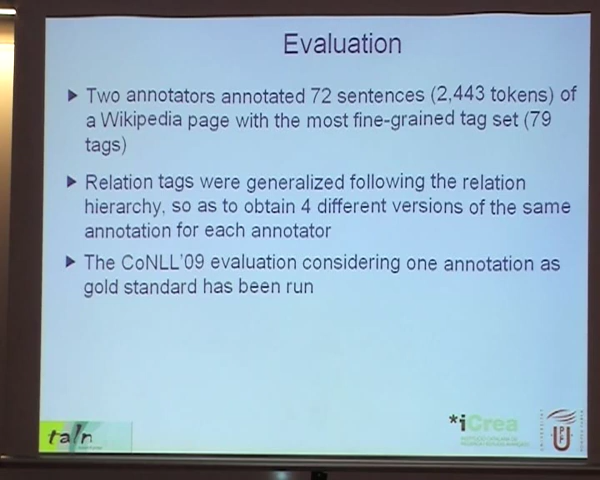 Evaluation
Two annotators annotated 72 sentences (2,443 tokens) of
a Wikipedia page with the most fine-grained tag set (79
tags)
Relation tags were generalized following the relation
hierarchy, so as to obtain 4 different versions of the same
annotation for each annotator
The CoNLL'09 evaluation considering one annotation as
gold standard has been run
taln
*iCrea
U